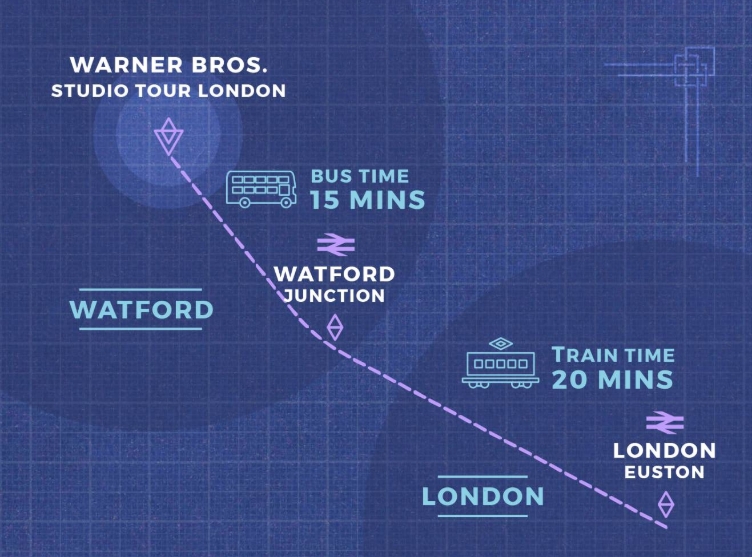 WARNER BROS.
STUDIO TOUR LONDON
BUS TIME
15 MINS
WATFORD
JUNCTION
WATFORD
TRAIN TIME
20 MINS
LONDON
EUSTON
LONDON